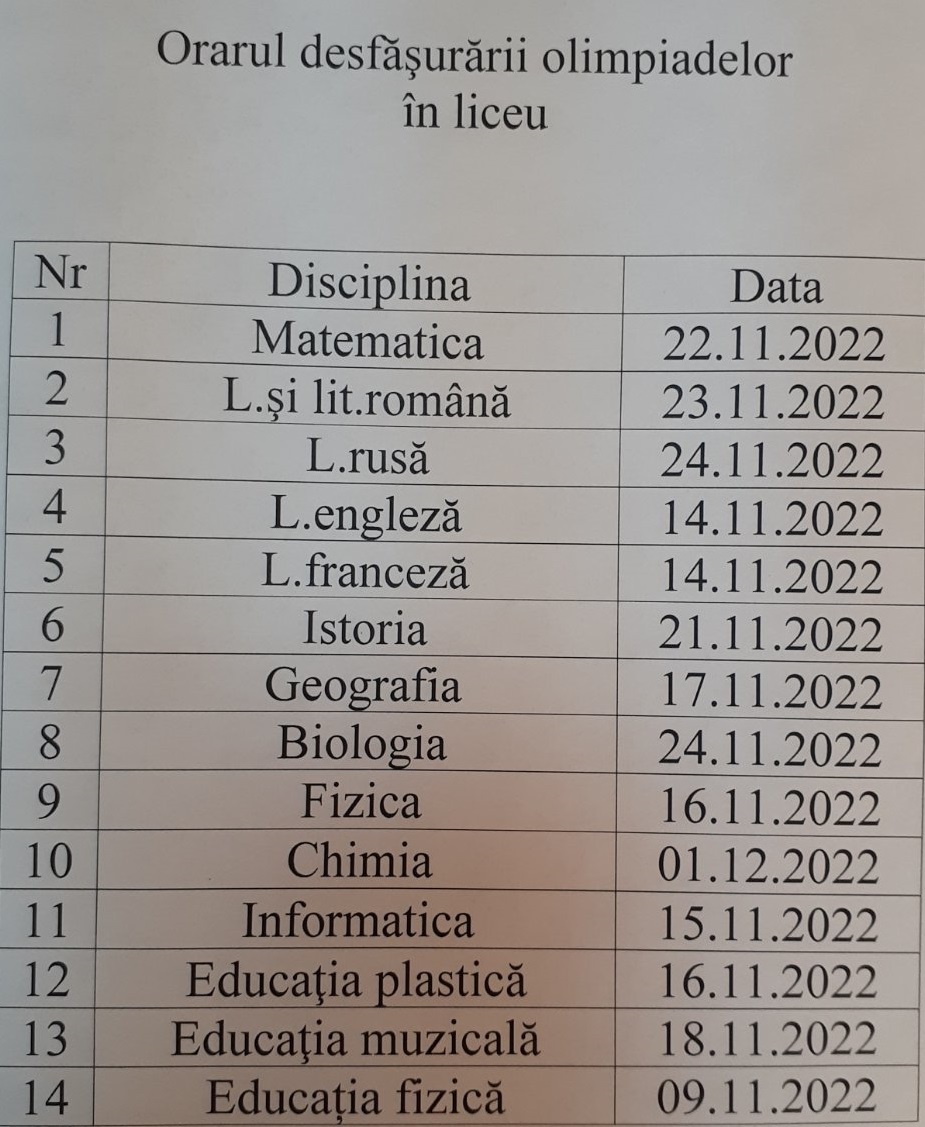 Orarul desfăşurării olimpiadelor
în liceu
Nr Disciplina Data
1 Matematica 22.11.2022
2 L.şi lit.română 23.11.2022
3 L.rusă 24.11.2022
4 L.engleză 14.11.2022
5 L.franceză 14.11.2022
6 Istoria 21.11.2022
7 Geografia 17.11.2022
8 Biologia 24.11.2022
9 Fizica 16.11.2022
10 Chimia 01.12.2022
11 Informatica 15.11.2022
12 Educaţia plastică 16.11.2022
13 Educaţia muzicală 18.11.2022
14 Educația fizică 09.11.2022